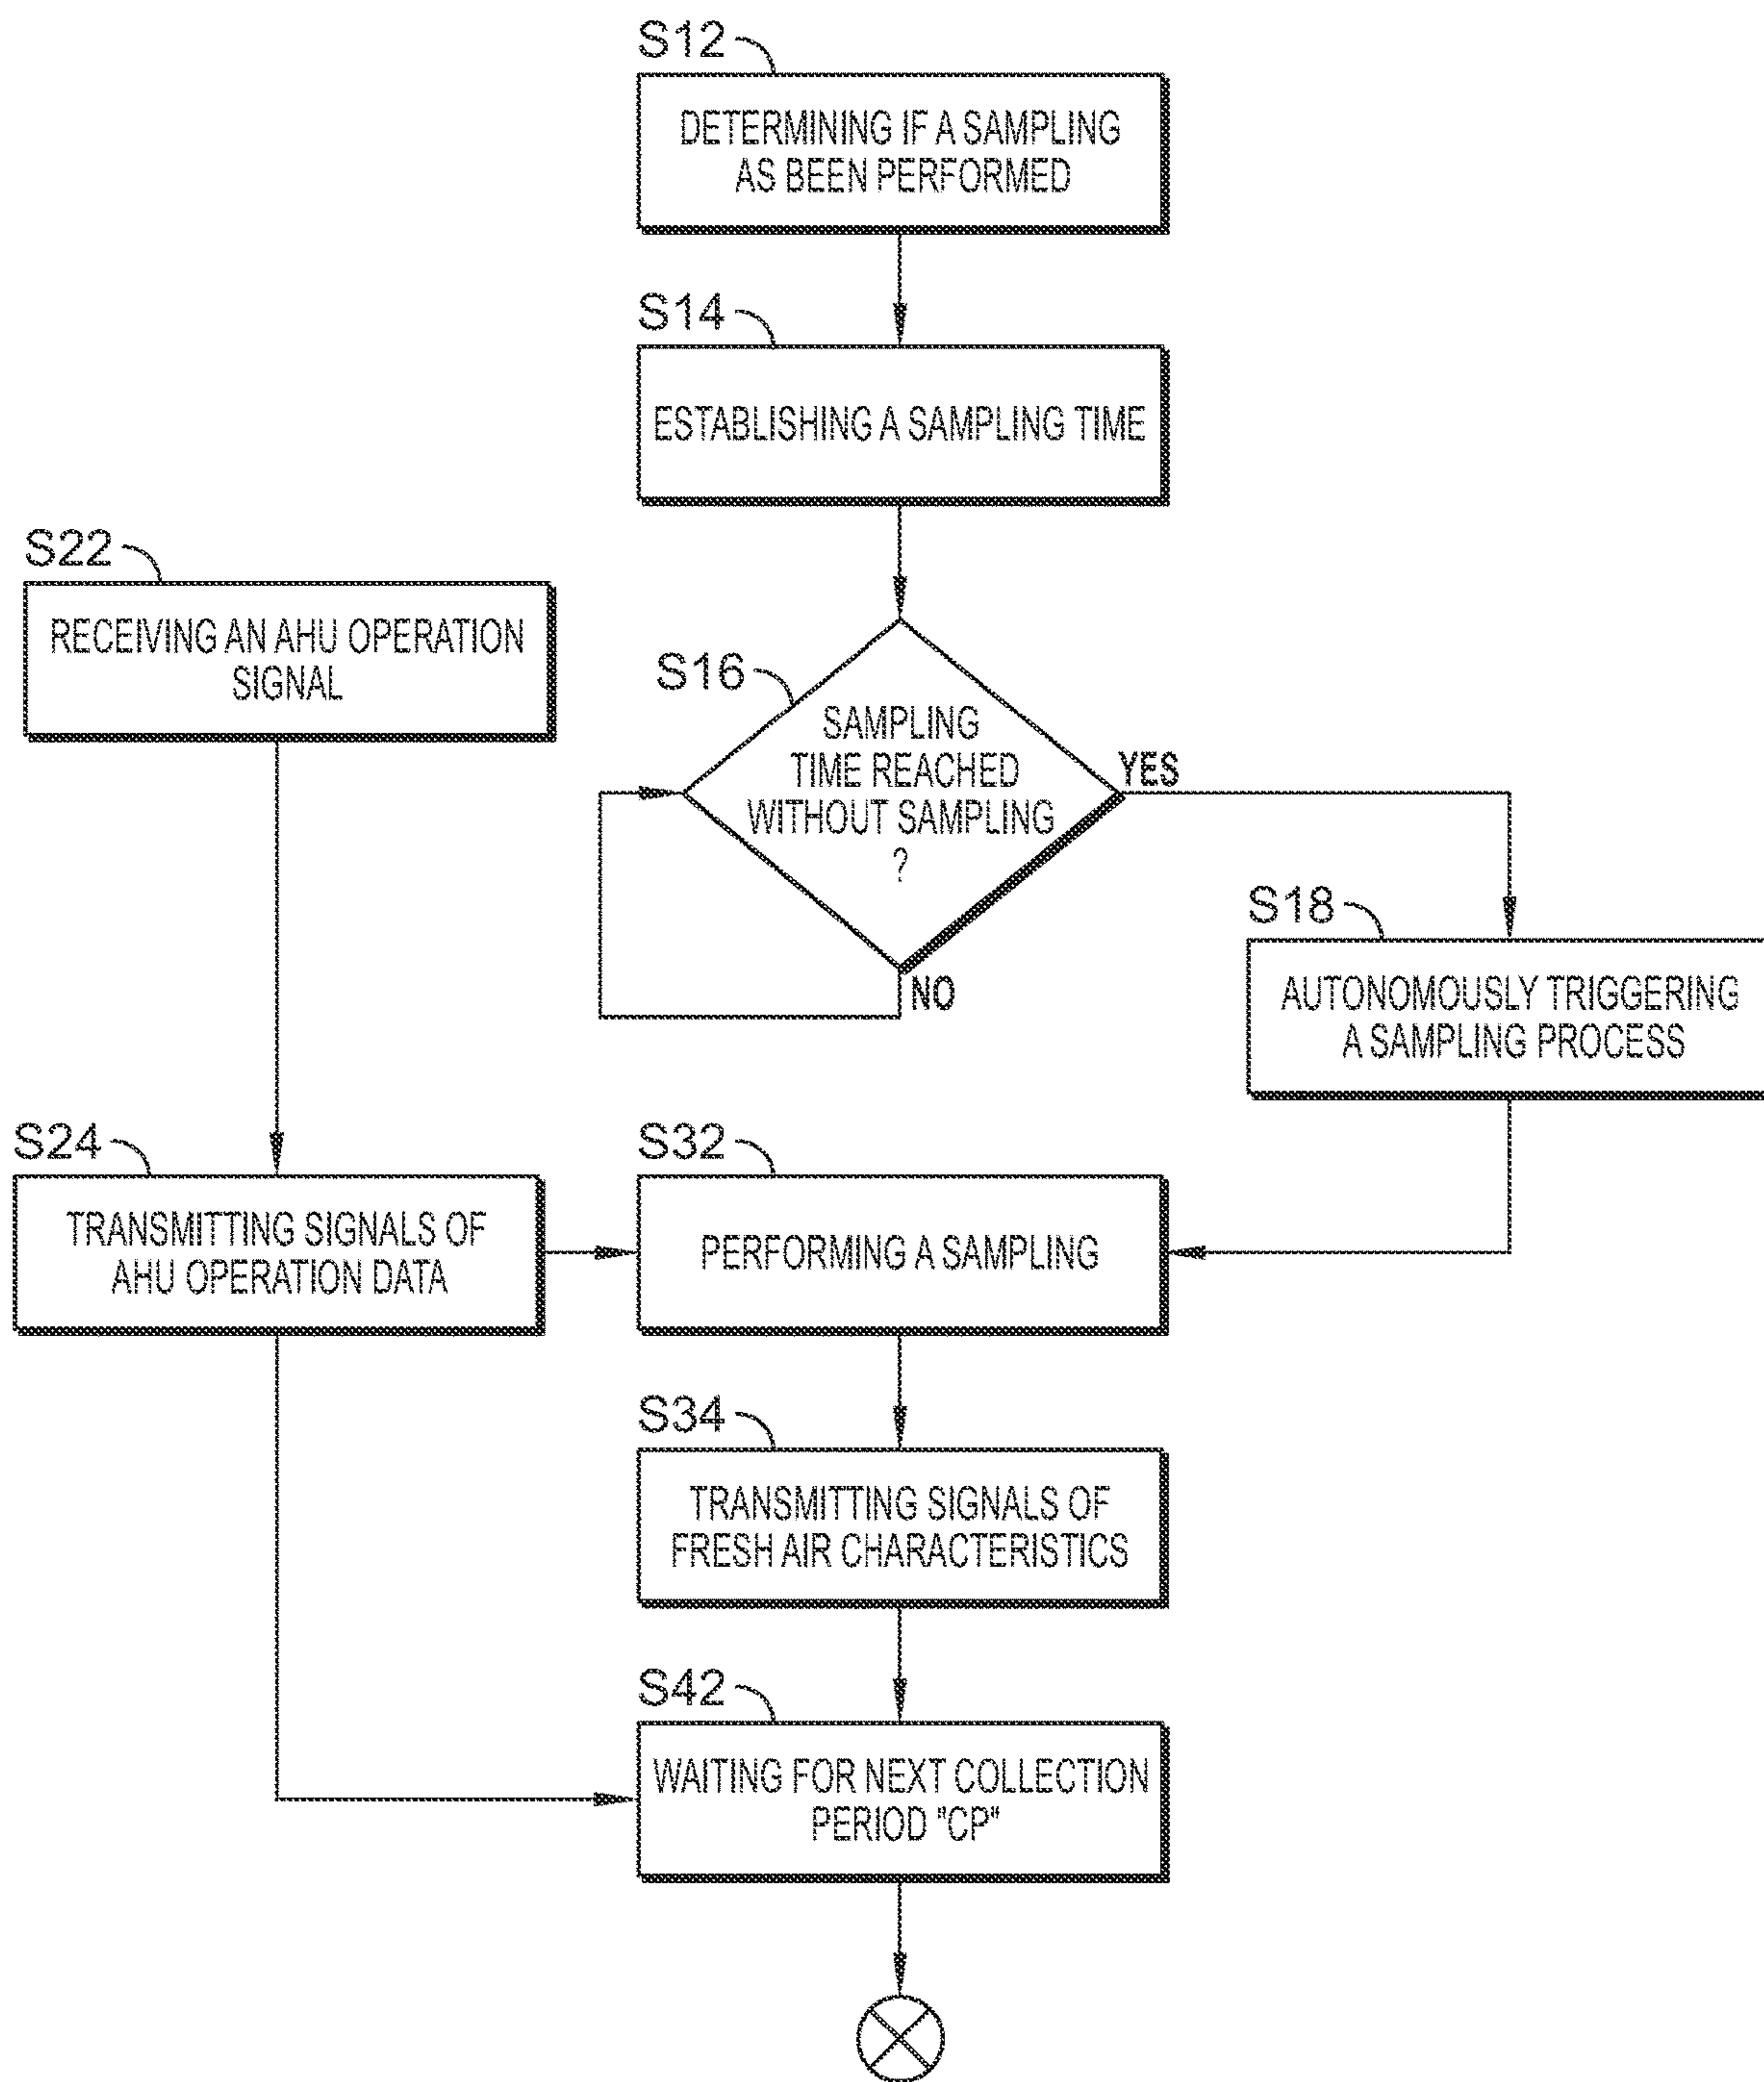 S12
DETERMINING IF A SAMPLING
AS BEEN PERFORMED
S14
ESTABLISHING A SAMPLING TIME
S22
RECEIVING AN AHU OPERATION
SIGNAL
S16
SAMPLING
TIME REACHED
WITHOUT SAMPLING
?
YES
NO
S18
AUTONOMOUSLY TRIGGERING
A SAMPLING PROCESS
S24
TRANSMITTING SIGNALS OF
AHU OPERATION DATA
S32
PERFORMING A SAMPLING
S34
TRANSMITTING SIGNALS OF
FRESH AIR CHARACTERISTICS
S42
WAITING FOR NEXT COLLECTION
PERIOD "CP"